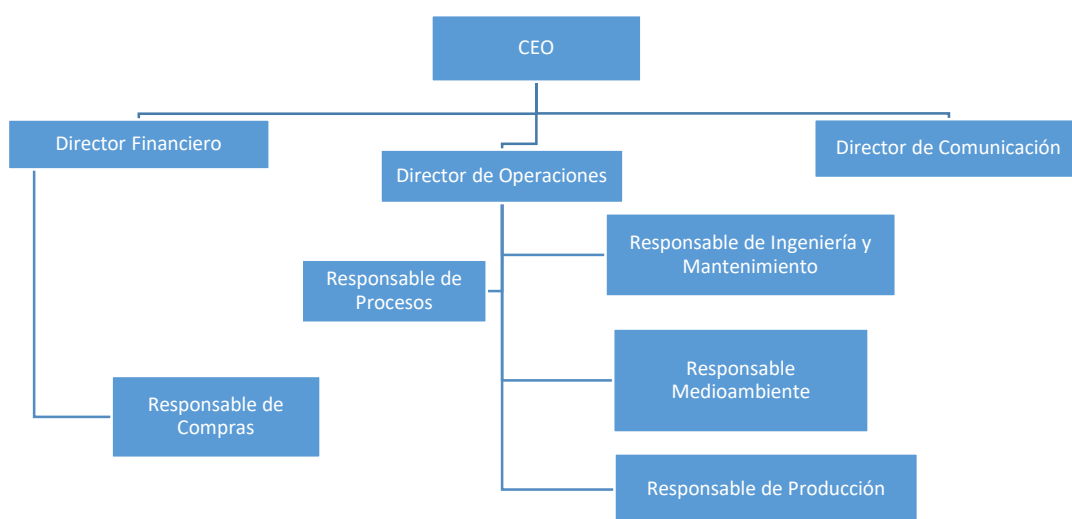 CEO
Director Financiero
Director de Operaciones
Director de Comunicación
Responsable de Ingeniería y
Mantenimiento
Responsable de
Procesos
Responsable
Medioambiente
Responsable de
Compras
Responsable de Producción